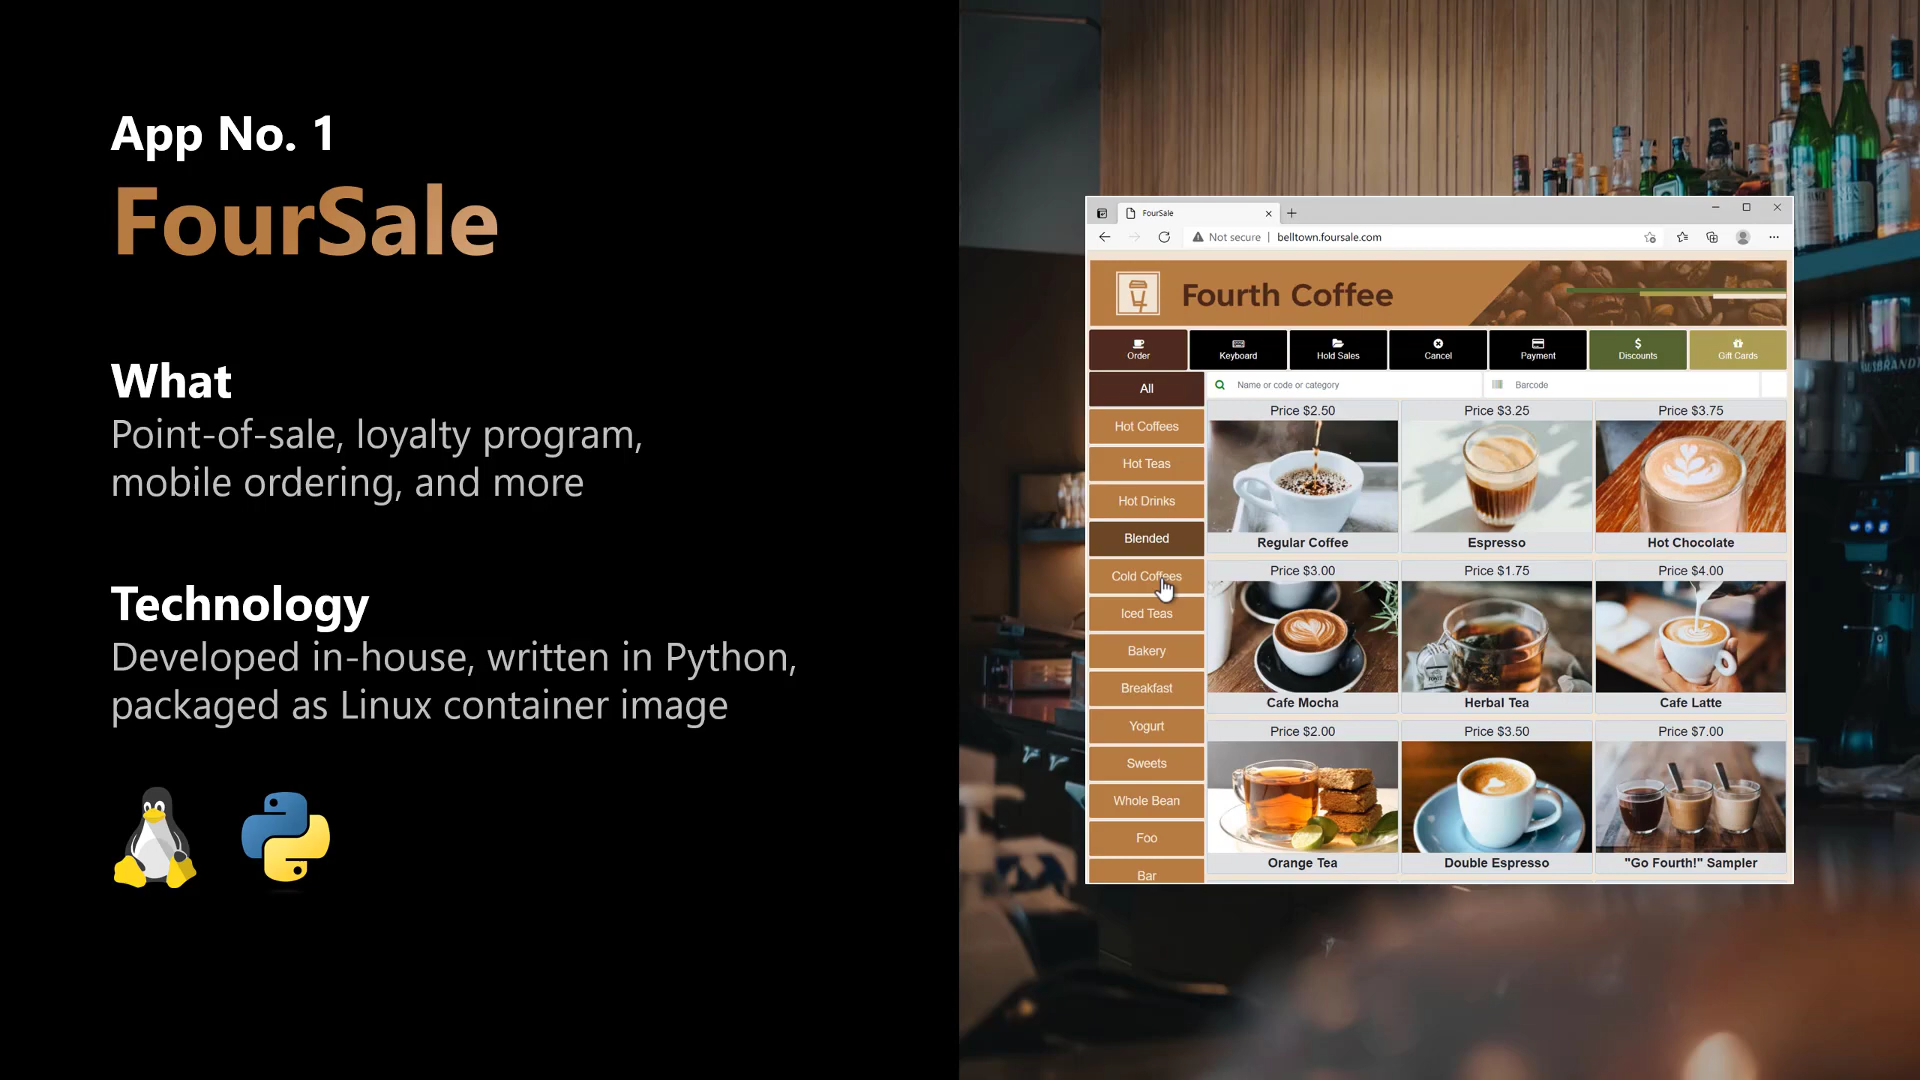 App No. 1
FourSale
What
Point-of-sale, loyalty program,
mobile ordering, and more
Technology
Developed in-house, written in Python,
packaged as Linux container image
FourSale
Not secure | belltown.foursale.com
Fourth Coffee
Order
Keyboard
Hold Sales
Cancel
Payment
Discounts
Gift Cards
All
Hot Coffees
Hot Teas
Hot Drinks
Blended
Cold Coffees
Iced Teas
Bakery
Breakfast
Yogurt
Sweets
Whole Bean
Foo
Bar
Name or code or category
Barcode
Price $2.50
Price $3.25
Price $3.75
Regular Coffee
Espresso
Hot Chocolate
Price $3.00
Price $1.75
Price $4.00
Cafe Mocha
Herbal Tea
Cafe Latte
Price $2.00
Price $3.50
Price $7.00
Orange Tea
Double Espresso
"Go Fourth!" Sampler